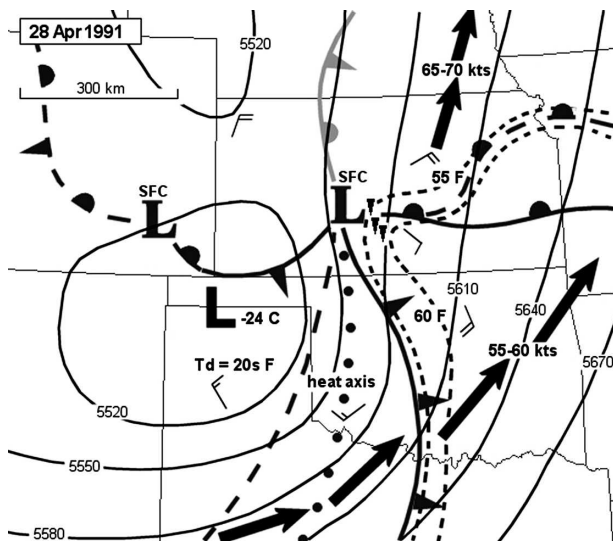 28 Apr 1991
5520
300 km
65-70 kts
55 F
SFC
L
SFC
L
L -24 C
5610
60 F
5640
Td = 20s F
55-60 kts
5670
heat axis
5520
5550
5580